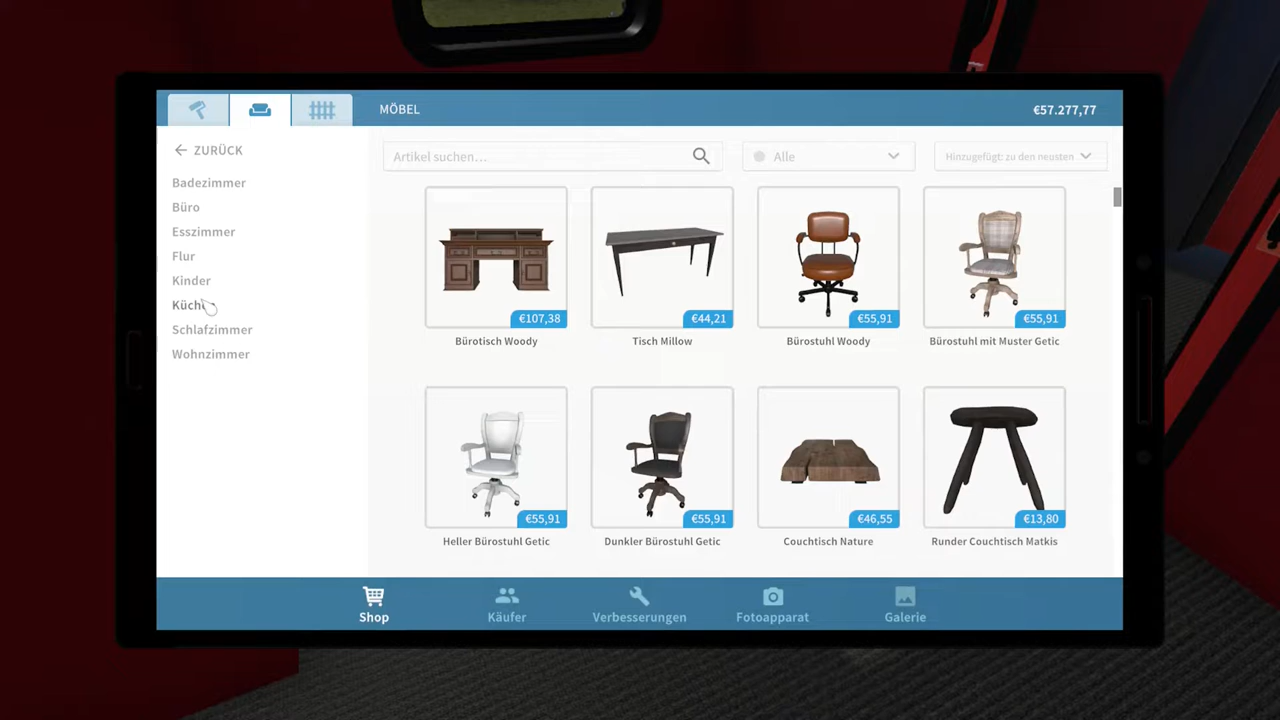 MÖBEL
€57.277,77
ZURÜCK
Artikel suchen...
Alle
Hinzugefügt: zu den neusten
Badezimmer
Büro
Esszimmer
Flur
Kinder
Küche
Schlafzimmer
Wohnzimmer
€107,38
€44,21
€55,91
€55,91
Bürotisch Woody
Tisch Millow
Bürostuhl Woody
Bürostuhl mit Muster Getic
€55,91
€55,91
€46,55
€13,80
Heller Bürostuhl Getic
Dunkler Bürostuhl Getic
Couchtisch Nature
Runder Couchtisch Matkis
Shop
Käufer
Verbesserungen
Fotoapparat
Galerie